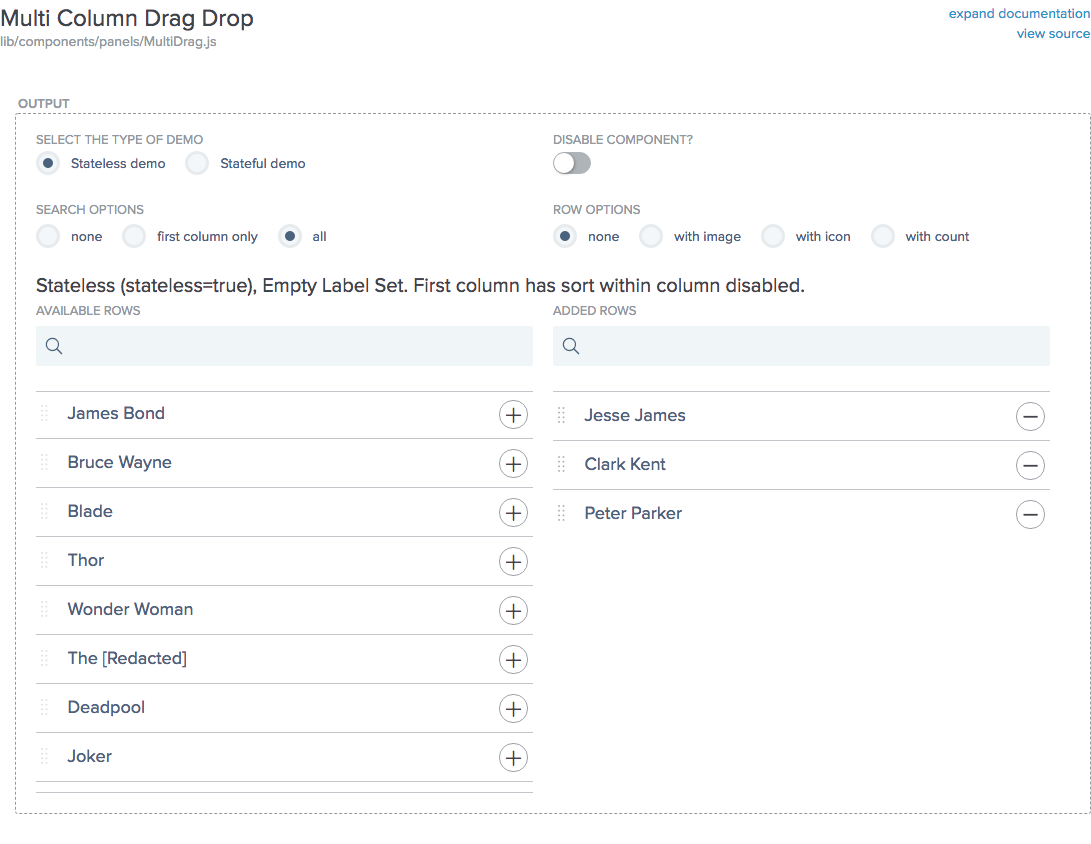 Multi Column Drag Drop
expand documentation
lib/components/panels/MultiDrag.js
view source
OUTPUT
SELECT THE TYPE OF DEMO
Stateless demo
Stateful demo
DISABLE COMPONENT?
SEARCH OPTIONS
none
first column only
all
ROW OPTIONS
none
with image
with icon
with count
Stateless (stateless=true), Empty Label Set. First column has sort within column disabled.
AVAILABLE ROWS
James Bond
Bruce Wayne
Blade
Thor
Wonder Woman
The [Redacted]
Deadpool
Joker
ADDED ROWS
Jesse James
Clark Kent
Peter Parker